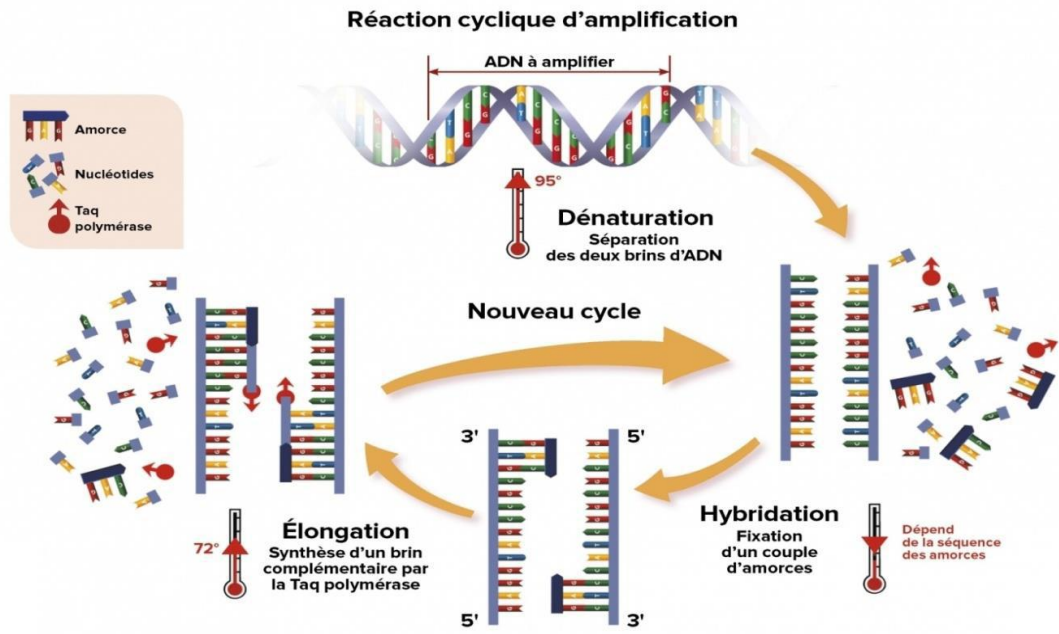 Réaction cyclique d'amplification
ADN à amplifier
Amorce
Nucléotides
Taq
polymérase
95°
Dénaturation
Séparation
des deux brins d'ADN
Nouveau cycle
3'
5'
Hybridation
Fixation
d'un couple
d'amorces
Dépend
de la séquence
des amorces
72°
Élongation
Synthèse d'un brin
complémentaire par
la Taq polymérase
5'
3'